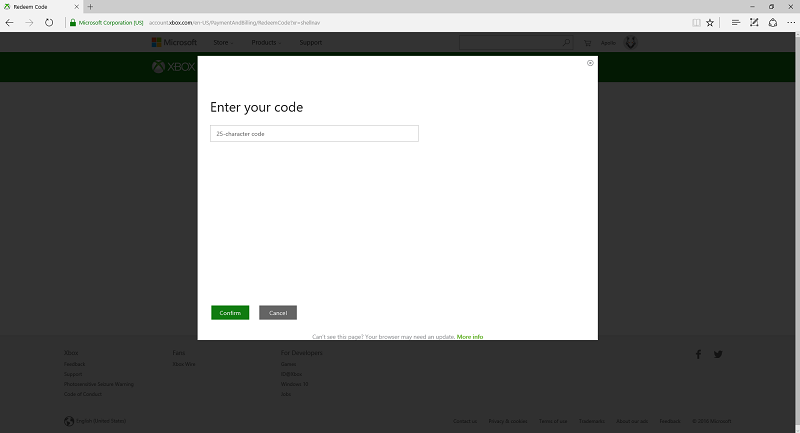 Redeem Code
Microsoft Corporation [US] account.xbox.com/en-US/PaymentAndBilling/RedeemCode?nr=shdinav
Microsoft Store Products Support
XBOX
Enter your code
25-character code
Confirm Cancel
Can't see this page? Your browser may need an update. More info
Xbox Fans For Developers
Feedback Xbox Wire Games
Support ID@Xbox
Photosensitive Seizure Warning Windows 10
Code of Conduct Jobs
English (United States) Contact us Privacy & cookies Terms of use Trademarks About our ads Feedback © 2016 Microsoft